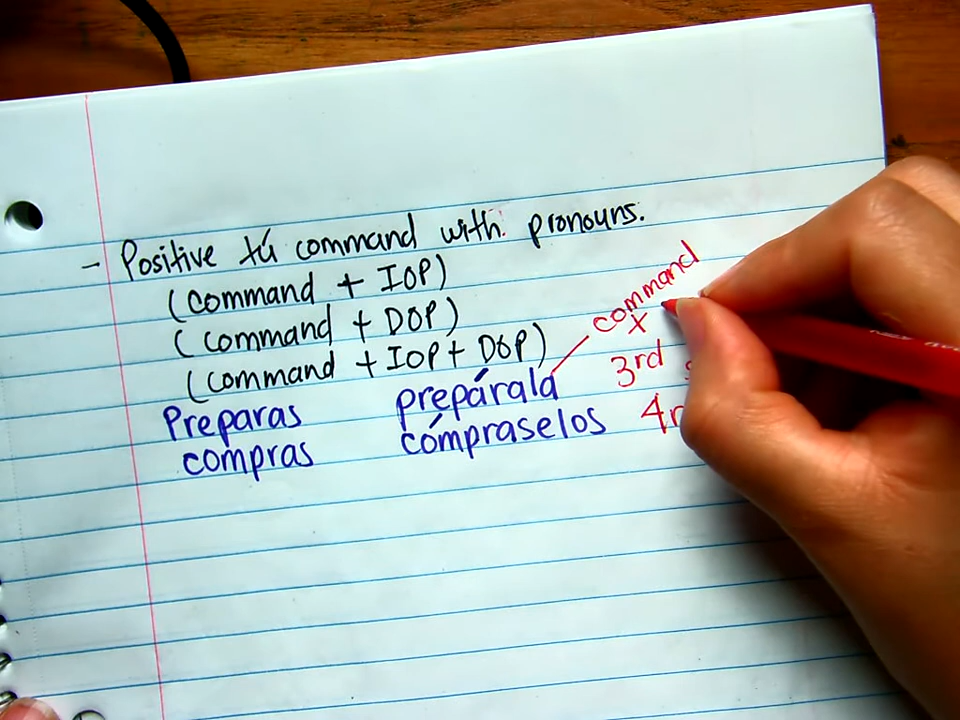 - Positive tú command with pronouns.
(command + IOP)
(command + DOP)
(command + IOP + DOP)
command
x
Preparas prepárala 3rd
compras cómpraselos